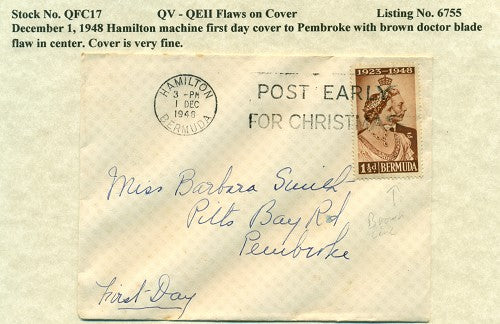 Stock No. QFC17 QV - QEII Flaws on Cover Listing No. 6755
December 1, 1948 Hamilton machine first day cover to Pembroke with brown doctor blade
flaw in center. Cover is very fine.
HAMILTON
3 - PM
1 DEC
1948
BERMUDA
POST EARLY
FOR CHRISTMA
1923-1948
1½d BERMUDA
Miss Barbara Smith
Pitts Bay Rd
Pembroke
First Day
Brown